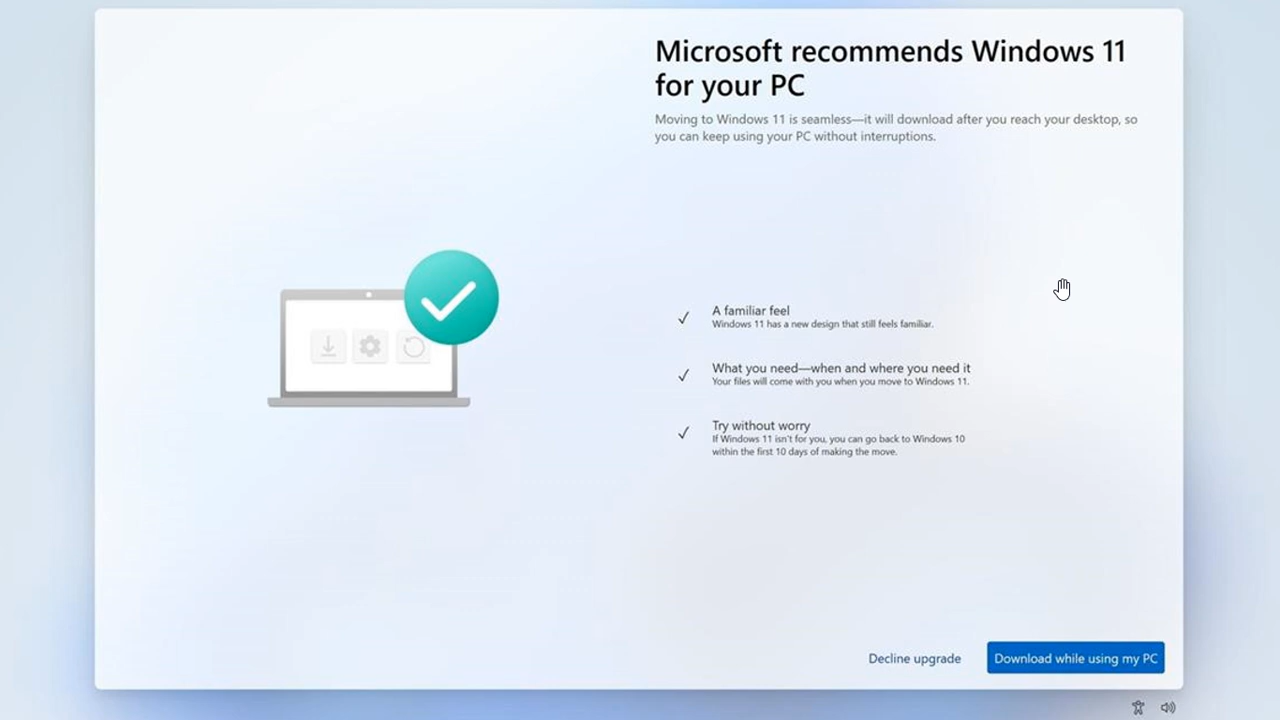 Microsoft recommends Windows 11
for your PC
Moving to Windows 11 is seamless—it will download after you reach your desktop, so
you can keep using your PC without interruptions.
A familiar feel
Windows 11 has a new design that still feels familiar.
What you need—when and where you need it
Your files will come with you when you move to Windows 11.
Try without worry
If Windows 11 isn't for you, you can go back to Windows 10
within the first 10 days of making the move.
Decline upgrade
Download while using my PC